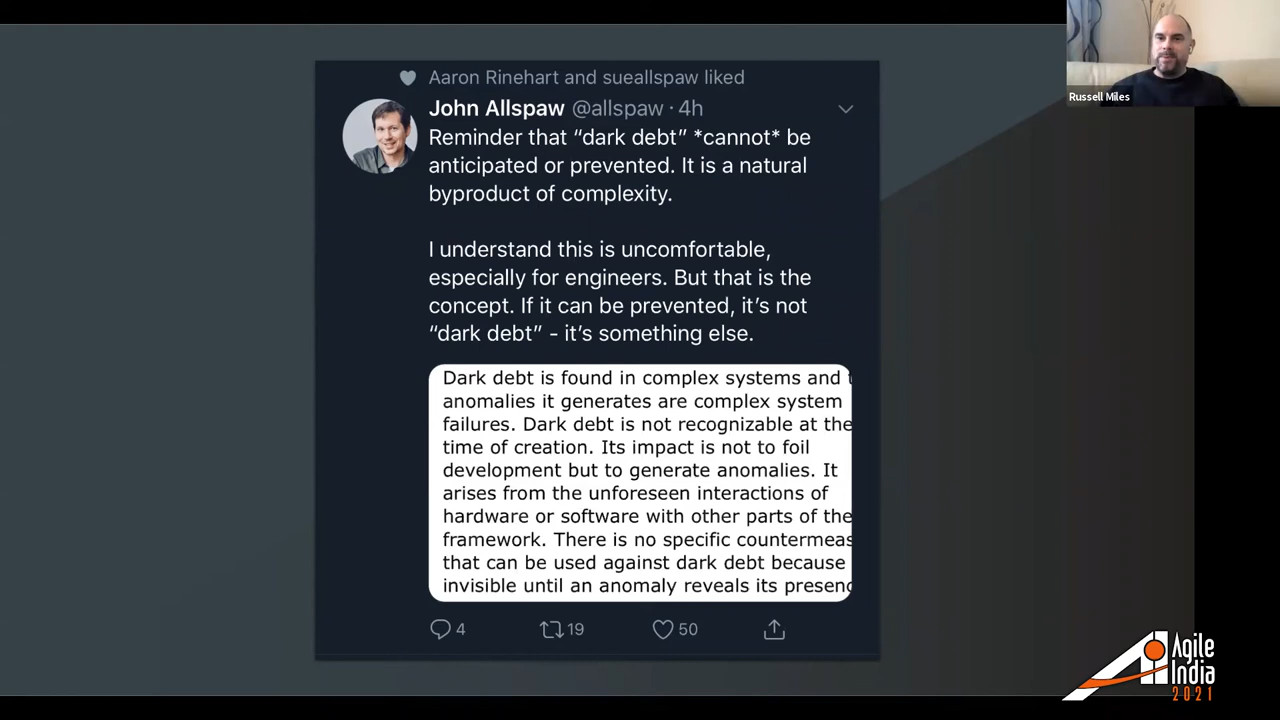 Aaron Rinehart and sueallspaw liked
John Allspaw @allspaw · 4h
Reminder that “dark debt” *cannot* be
anticipated or prevented. It is a natural
byproduct of complexity.
I understand this is uncomfortable,
especially for engineers. But that is the
concept. If it can be prevented, it’s not
“dark debt” - it’s something else.
Dark debt is found in complex systems and
anomalies it generates are complex system
failures. Dark debt is not recognizable at the
time of creation. Its impact is not to foil
development but to generate anomalies. It
arises from the unforeseen interactions of
hardware or software with other parts of the
framework. There is no specific countermeas
that can be used against dark debt because
invisible until an anomaly reveals its presenc
4
19
50
Russell Miles
Agile
India
2021